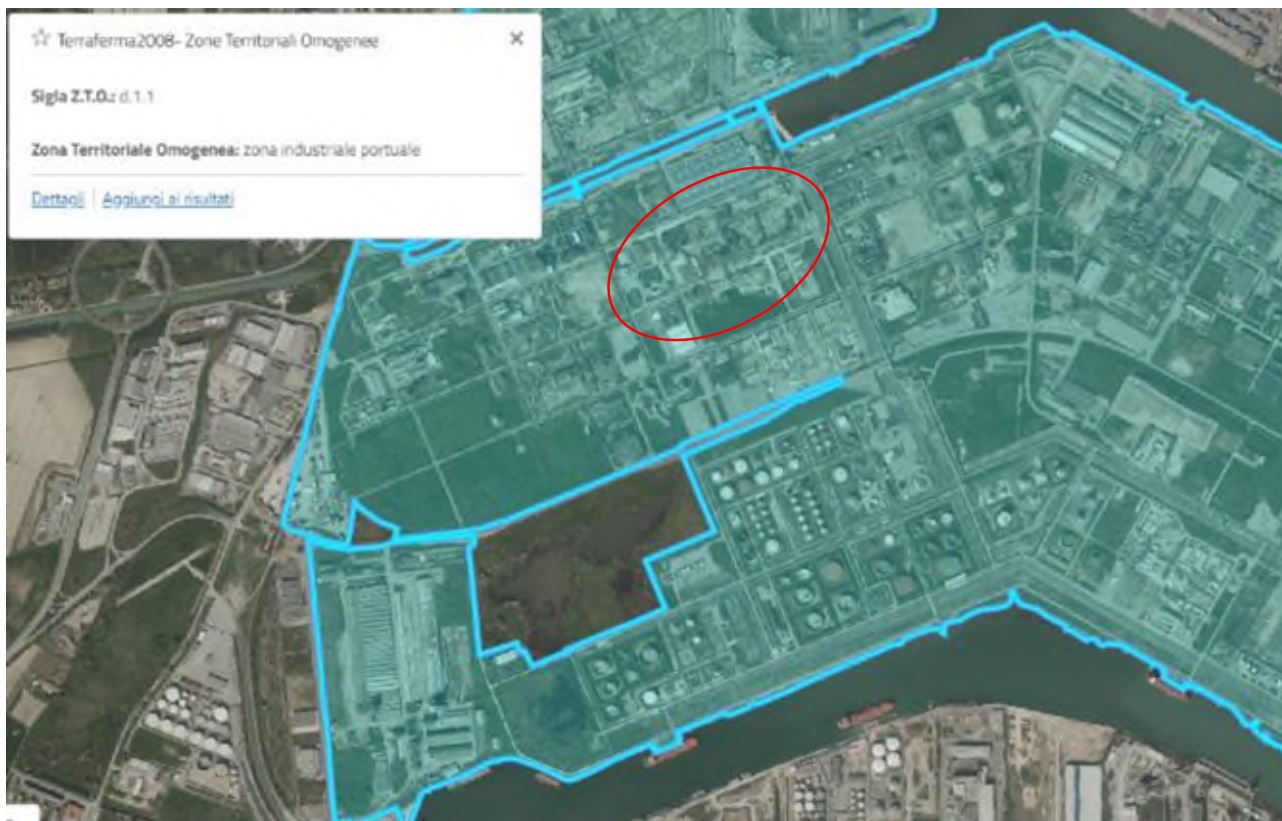 Terraferma2008- Zone Territoriali Omogenee
Sigla Z.T.O.: d.1.1
Zona Territoriale Omogenea: zona industriale portuale
Dettagli | Aggiungi ai risultati